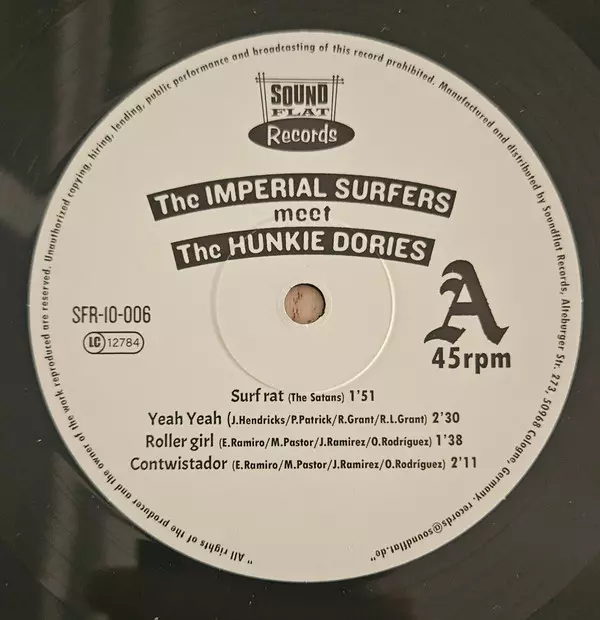 "All rights of the producer and the owner of the work reproduced are reserved. Unauthorized copying, hiring, lending, public performance and broadcasting of this record prohibited. Manufactured and distributed by Soundflat Records, Alteburger Str. 273, 50968 Cologne, Germany. records@soundflat.de"
SOUND
FLAT
Records
The IMPERIAL SURFERS
meet
The HUNKIE DORIES
SFR-10-006
LC 12784
A
45rpm
Surf rat (The Satans) 1'51
Yeah Yeah (J.Hendricks/P.Patrick/R.Grant/R.L.Grant) 2'30
Roller girl (E.Ramiro/M.Pastor/J.Ramirez/O.Rodríguez) 1'38
Contwistador (E.Ramiro/M.Pastor/J.Ramirez/O.Rodríguez) 2'11